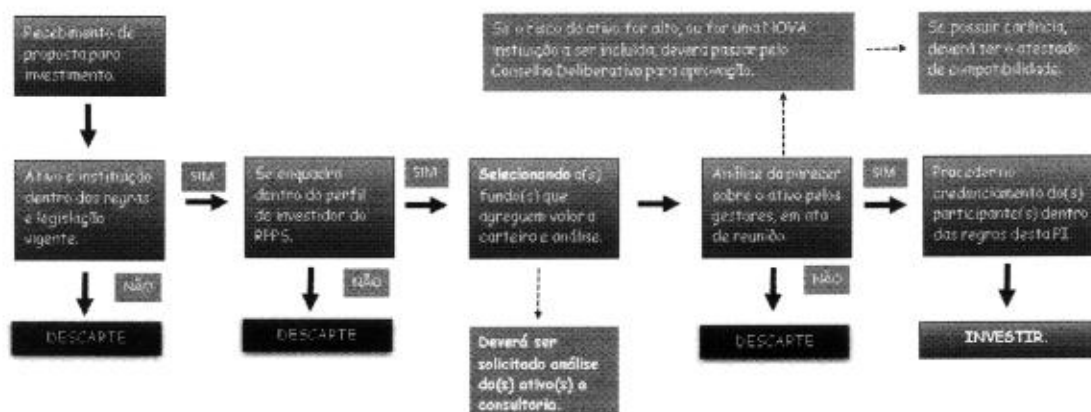 Recebimento de
proposta para
investimento.
Se o risco do ativo for alto, ou for uma NOVA
instituição a ser incluída, deverá passar pelo
Conselho Deliberativo para aprovação.
Se possuir carência,
deverá ter o atestado
de compatibilidade.
Ativo e instituição
dentro das regras
e legislação
vigente.
SIM
Se enquadra
dentro do perfil
do investidor do
RPPS.
SIM
Selecionando o(s)
fundo(s) que
agreguem valor a
carteira e análise.
Análise do parecer
sobre o ativo pelos
gestores, em ata
de reunião.
SIM
Proceder no
credenciamento do(s)
participante(s) dentro
das regras desta PI
NÃO
NÃO
NÃO
DESCARTE
DESCARTE
Deverá ser
solicitado análise
do(s) ativo(s) a
consultoria.
DESCARTE
INVESTIR.